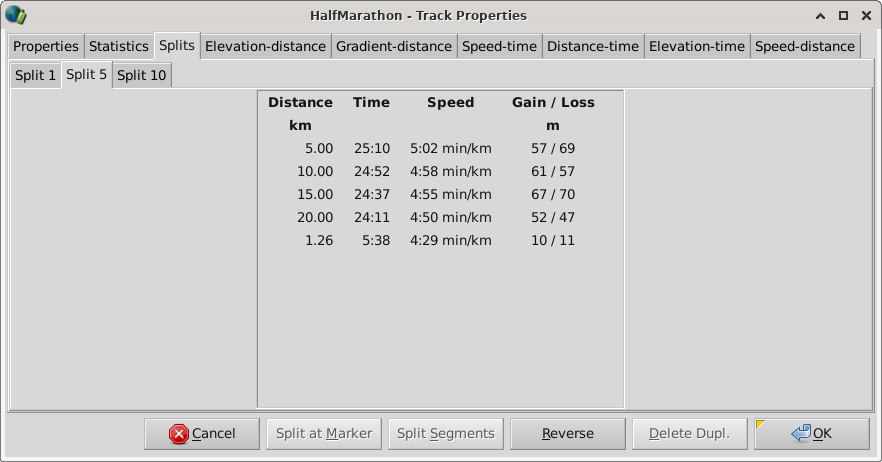 HalfMarathon - Track Properties
Properties Statistics Splits Elevation-distance Gradient-distance Speed-time Distance-time Elevation-time Speed-distance
Split 1 Split 5 Split 10
Distance Time Speed Gain / Loss
km m
5.00 25:10 5:02 min/km 57 / 69
10.00 24:52 4:58 min/km 61 / 57
15.00 24:37 4:55 min/km 67 / 70
20.00 24:11 4:50 min/km 52 / 47
1.26 5:38 4:29 min/km 10 / 11
Cancel Split at Marker Split Segments Reverse Delete Dupl. OK